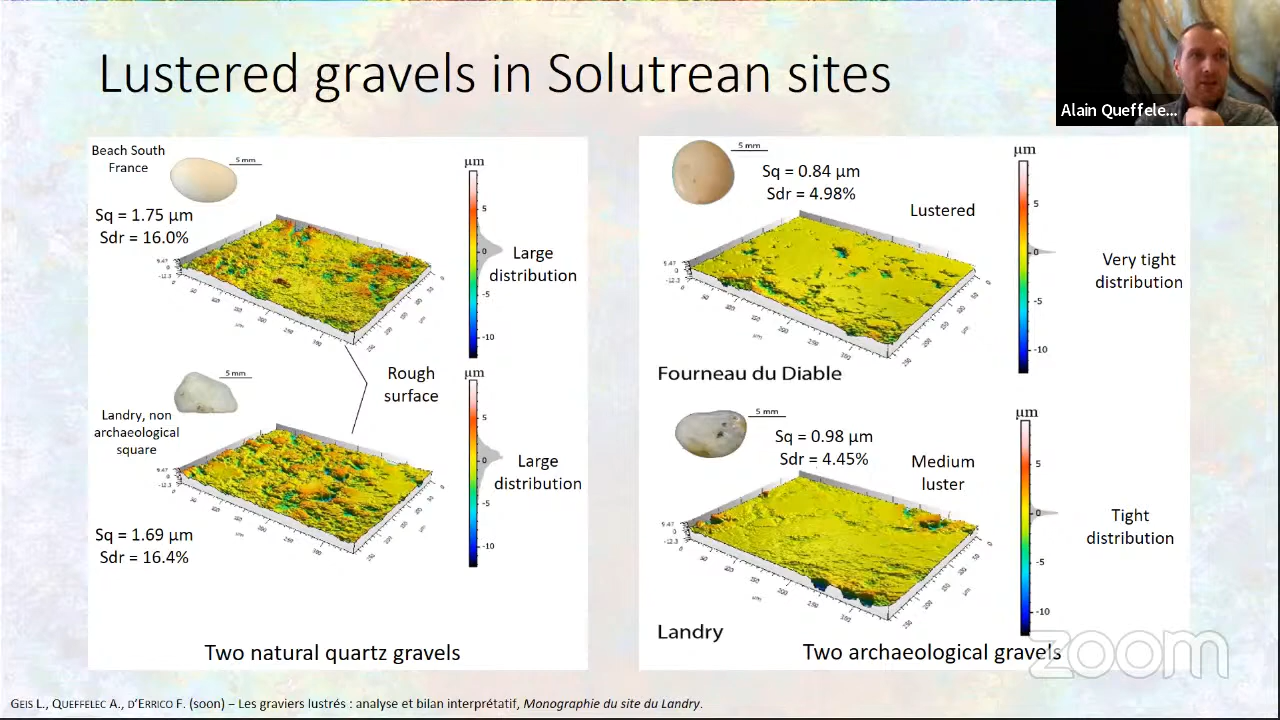 Lustered gravels in Solutrean sites
Alain Queffele...
Beach South
France
5 mm
Sq = 1.75 µm
Sdr = 16.0%
µm
5
0
-5
-10
Large
distribution
Rough
surface
5 mm
Landry, non
archaeological
square
Sq = 1.69 µm
Sdr = 16.4%
µm
5
0
-5
-10
Large
distribution
Two natural quartz gravels
5 mm
Sq = 0.84 µm
Sdr = 4.98%
Lustered
µm
5
0
-5
-10
Very tight
distribution
Fourneau du Diable
5 mm
Sq = 0.98 µm
Sdr = 4.45%
Medium
luster
µm
5
0
-5
-10
Tight
distribution
Landry
Two archaeological gravels
zoom
GEIS L., QUEFFELEC A., D'ERRICO F. (soon) – Les graviers lustrés : analyse et bilan interprétatif, Monographie du site du Landry.